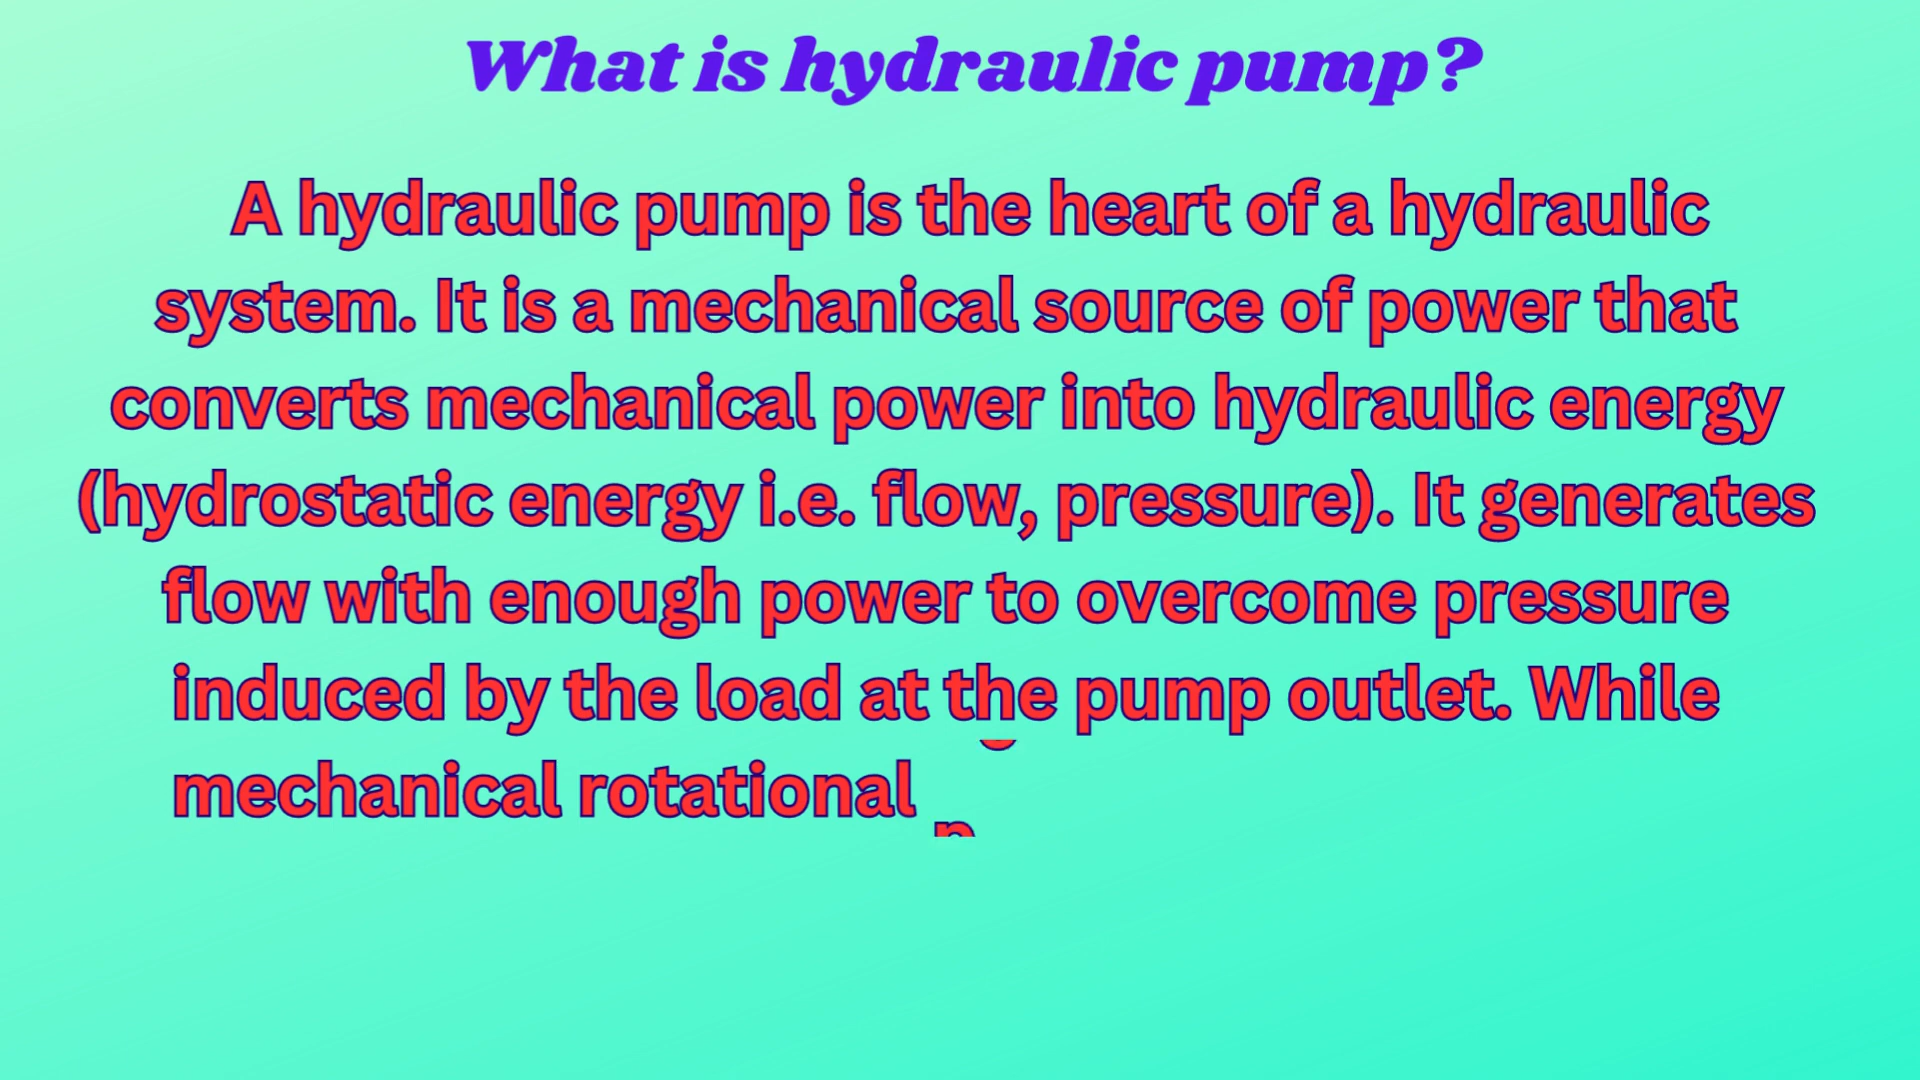 What is hydraulic pump?
A hydraulic pump is the heart of a hydraulic
system. It is a mechanical source of power that
converts mechanical power into hydraulic energy
(hydrostatic energy i.e. flow, pressure). It generates
flow with enough power to overcome pressure
induced by the load at the pump outlet. While
mechanical rotational